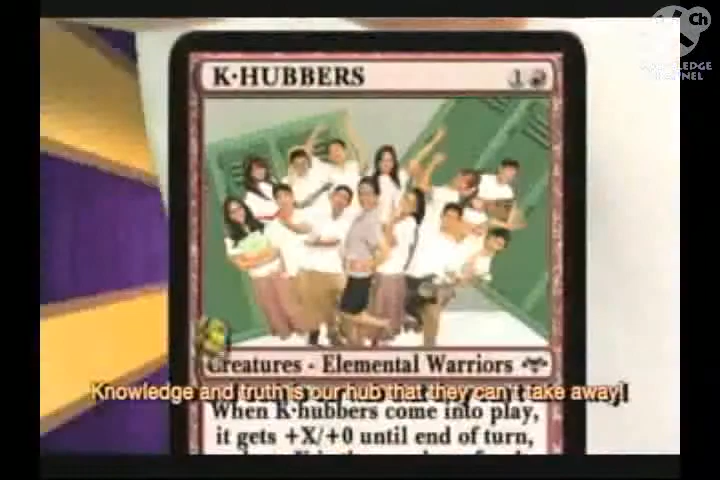 Ch
KNOWLEDGE
CHANNEL
K·HUBBERS
1
Creatures - Elemental Warriors
Knowledge and truth is our hub that they can't take away!
When K·hubbers come into play,
it gets +X/+0 until end of turn,